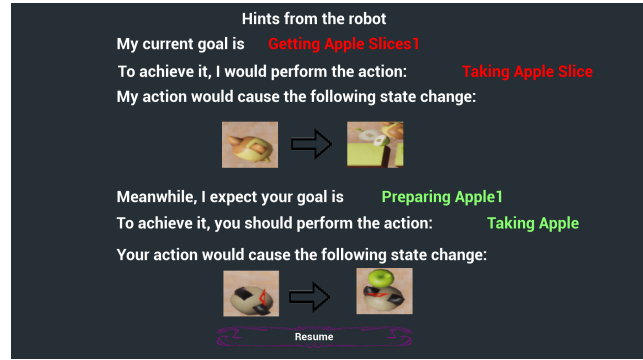 Hints from the robot
My current goal is Getting Apple Slices1
To achieve it, I would perform the action: Taking Apple Slice
My action would cause the following state change:
Meanwhile, I expect your goal is Preparing Apple1
To achieve it, you should perform the action: Taking Apple
Your action would cause the following state change:
Resume